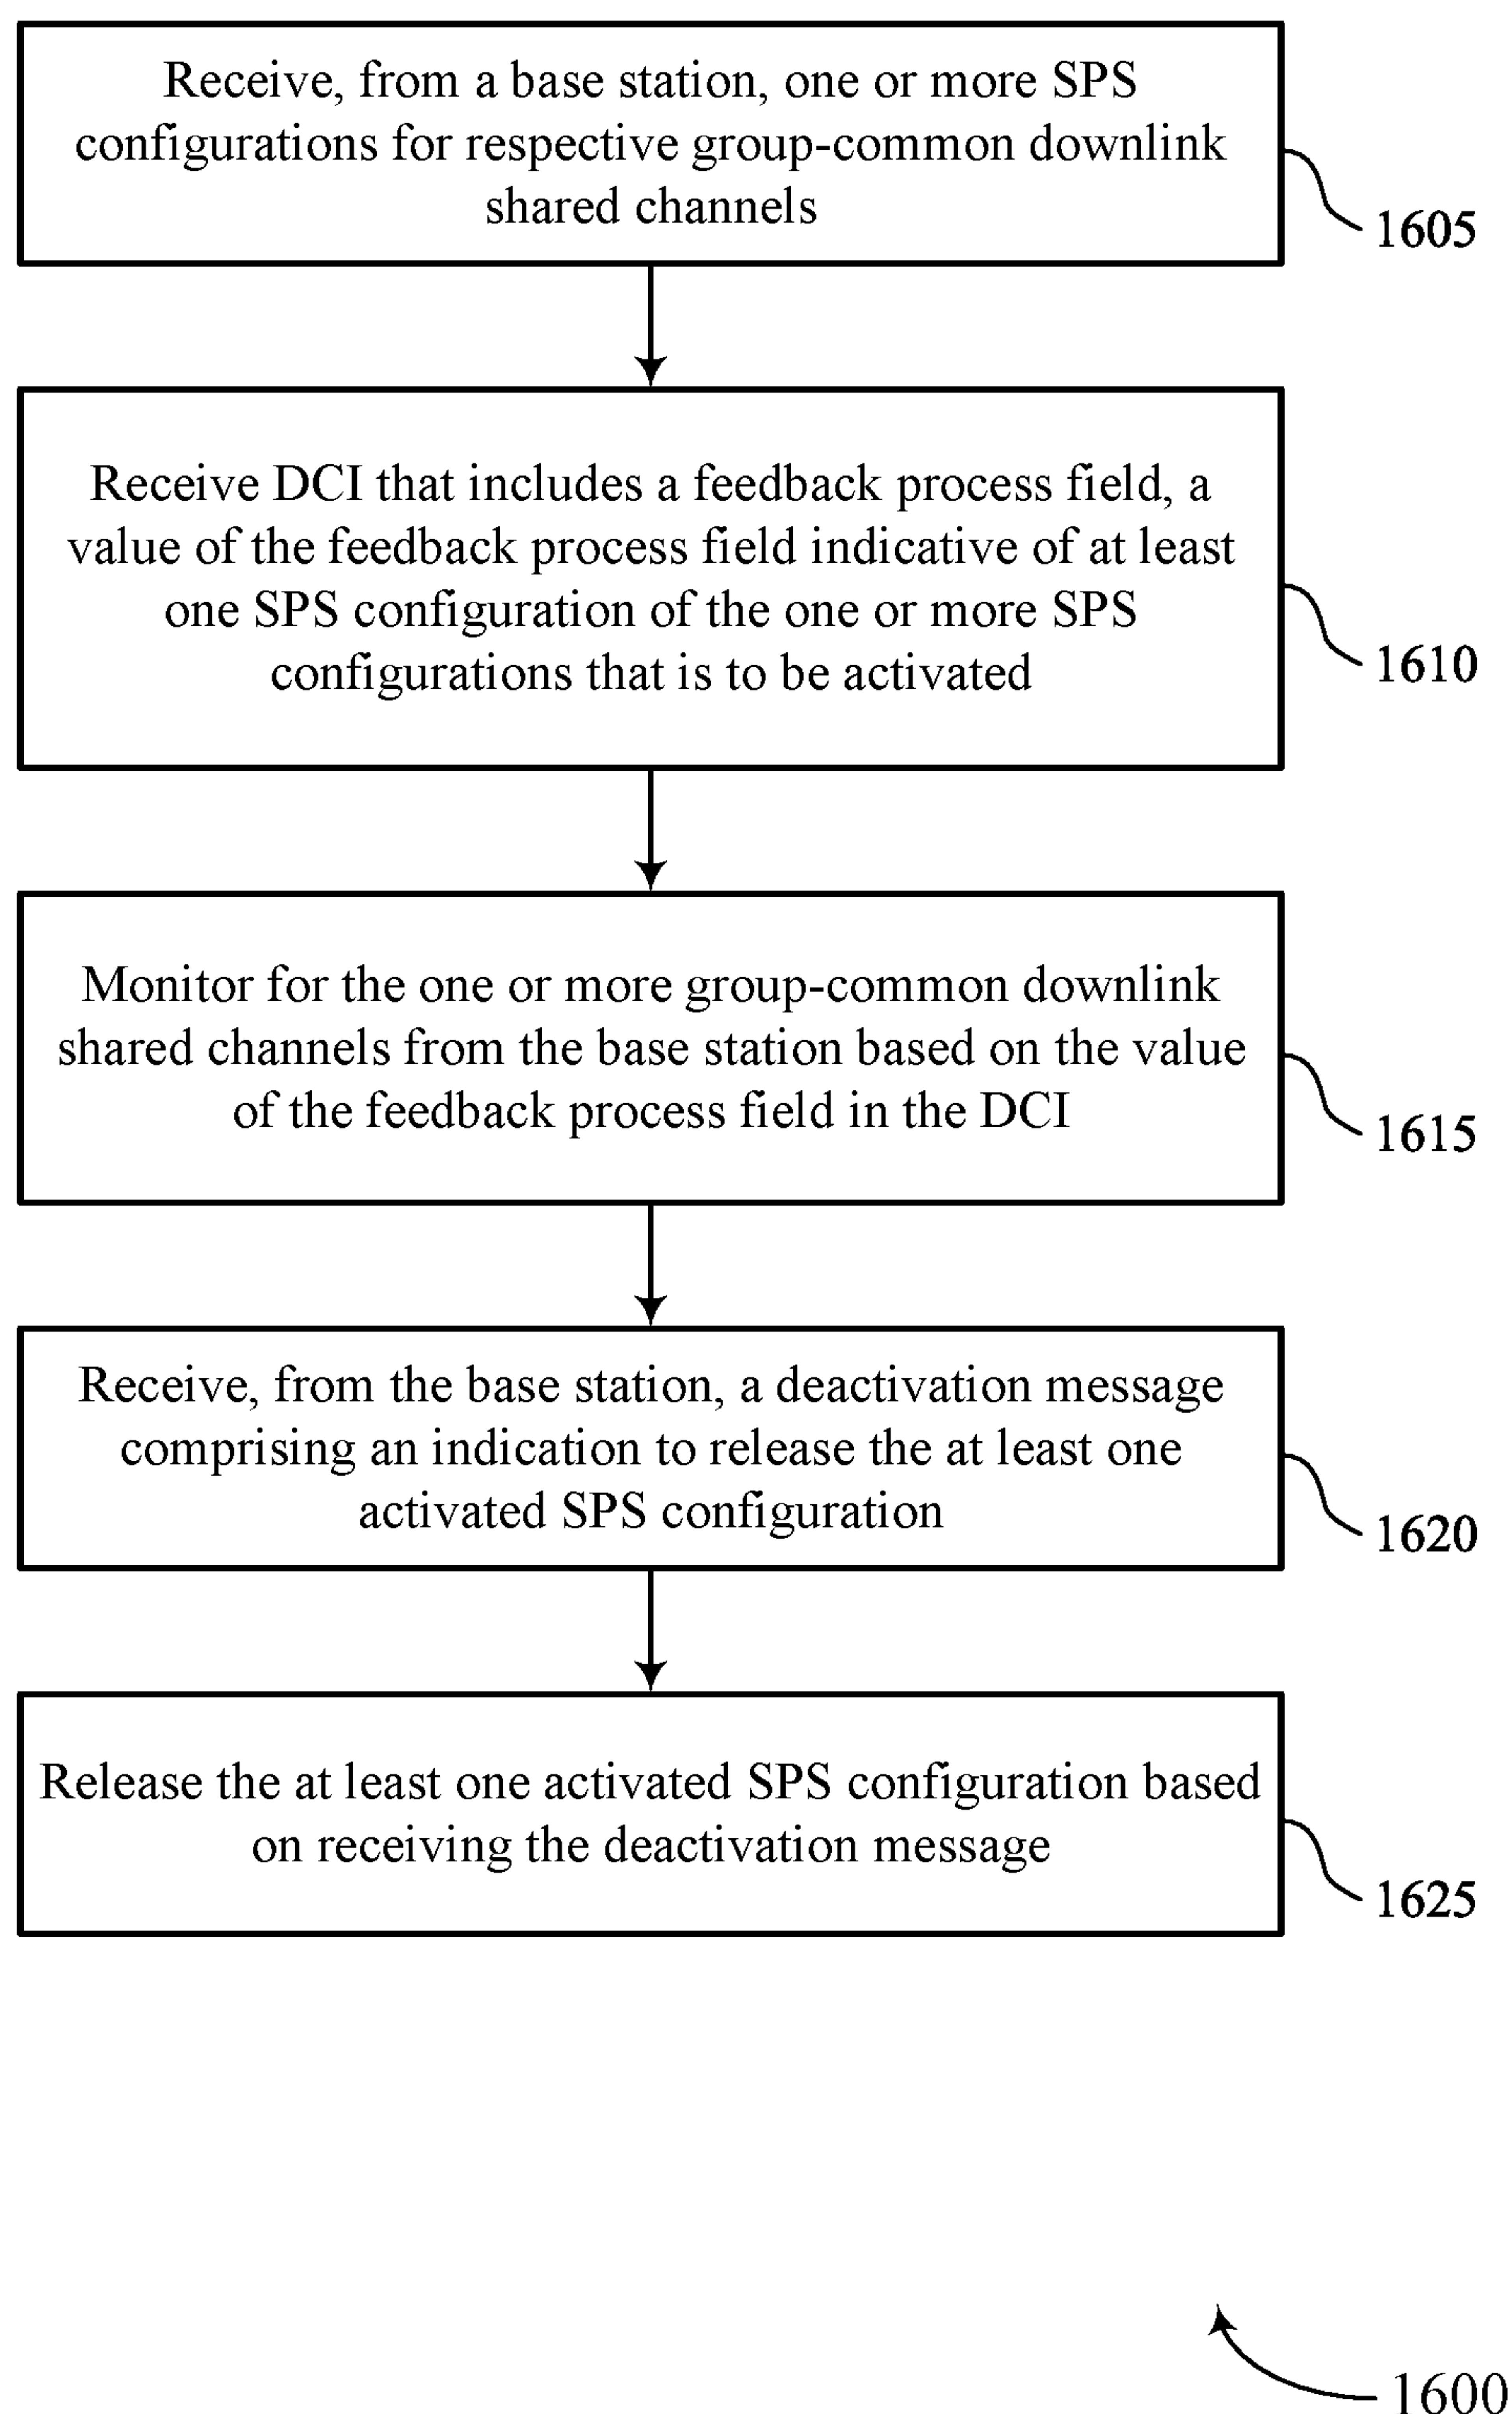 Receive, from a base station, one or more SPS
configurations for respective group-common downlink
shared channels
1605
Receive DCI that includes a feedback process field, a
value of the feedback process field indicative of at least
one SPS configuration of the one or more SPS
configurations that is to be activated
1610
Monitor for the one or more group-common downlink
shared channels from the base station based on the value
of the feedback process field in the DCI
1615
Receive, from the base station, a deactivation message
comprising an indication to release the at least one
activated SPS configuration
1620
Release the at least one activated SPS configuration based
on receiving the deactivation message
1625
1600